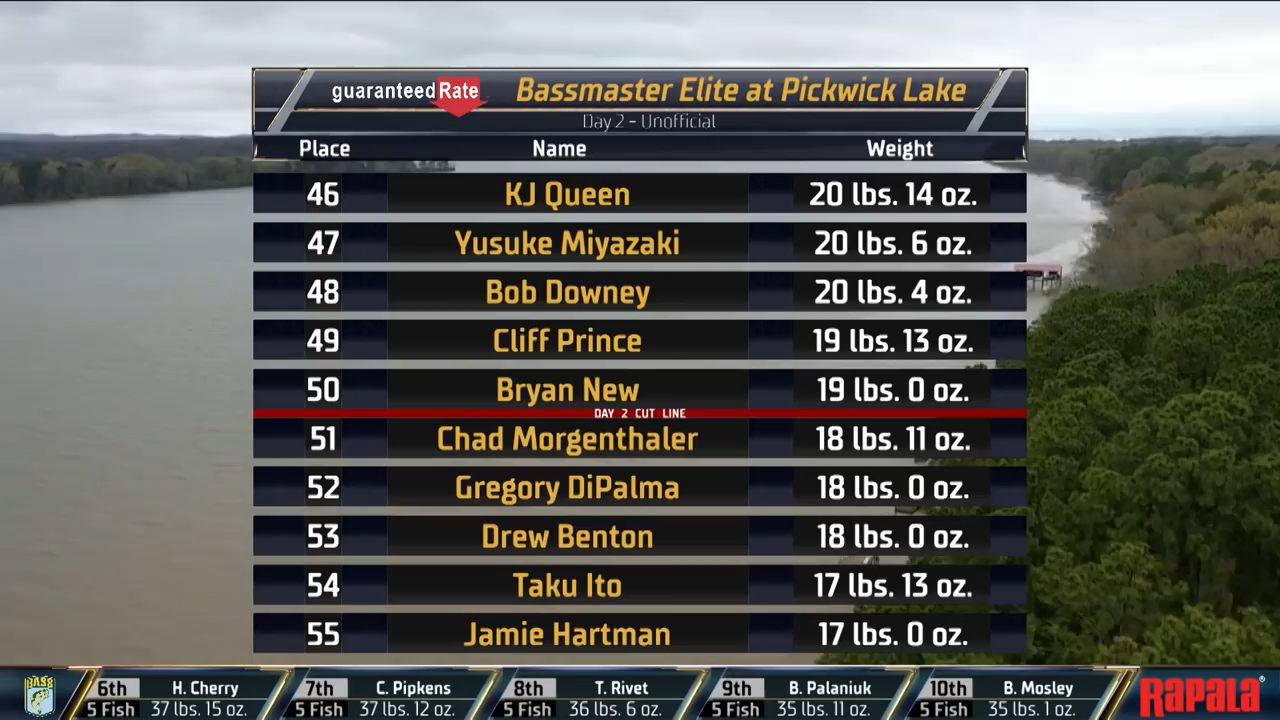 guaranteedRate Bassmaster Elite at Pickwick Lake
Day 2 - Unofficial
Place Name Weight
46 KJ Queen 20 lbs. 14 oz.
47 Yusuke Miyazaki 20 lbs. 6 oz.
48 Bob Downey 20 lbs. 4 oz.
49 Cliff Prince 19 lbs. 13 oz.
50 Bryan New 19 lbs. 0 oz.
DAY 2 CUT LINE
51 Chad Morgenthaler 18 lbs. 11 oz.
52 Gregory DiPalma 18 lbs. 0 oz.
53 Drew Benton 18 lbs. 0 oz.
54 Taku Ito 17 lbs. 13 oz.
55 Jamie Hartman 17 lbs. 0 oz.
BASS 6th H. Cherry 7th C. Pipkens 8th T. Rivet 9th B. Palaniuk 10th B. Mosley RAPALA®
5 Fish 37 lbs. 15 oz. 5 Fish 37 lbs. 12 oz. 5 Fish 36 lbs. 6 oz. 5 Fish 35 lbs. 11 oz. 5 Fish 35 lbs. 1 oz.